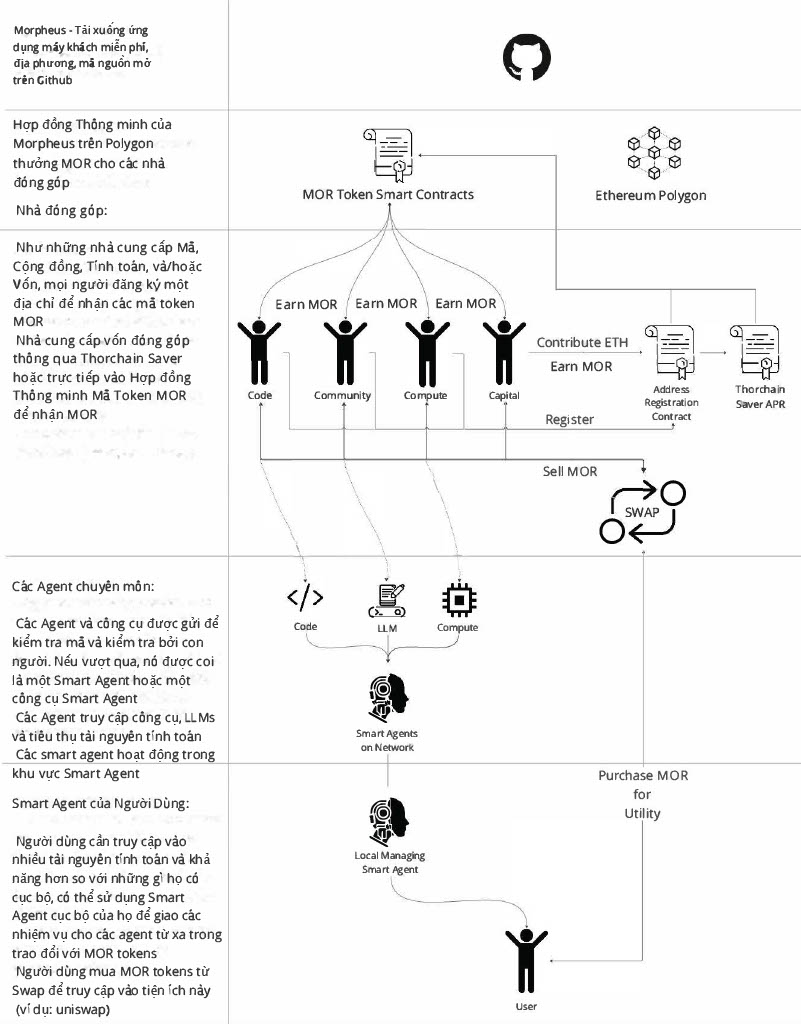 Morpheus - Tải xuống ứng
dụng máy khách miễn phí,
địa phương, mã nguồn mở
trên Github
Hợp đồng Thông minh của
Morpheus trên Polygon
thưởng MOR cho các nhà
đóng góp
Nhà đóng góp:
MOR Token Smart Contracts
Ethereum Polygon
Như những nhà cung cấp Mã,
Cộng đồng, Tính toán, và/hoặc
Vốn, mọi người đăng ký một
địa chỉ để nhận các mã token
MOR
Nhà cung cấp vốn đóng góp
thông qua Thorchain Saver
hoặc trực tiếp vào Hợp đồng
Thông minh Mã Token MOR
để nhận MOR
Earn MOR
Earn MOR
Earn MOR
Code
Community
Compute
Capital
Contribute ETH
Earn MOR
Address
Registration
Contract
Thorchain
Saver APR
Register
Sell MOR
SWAP
Các Agent chuyên môn:
Các Agent và công cụ được gửi để
kiểm tra mã và kiểm tra bởi con
người. Nếu vượt qua, nó được coi
là một Smart Agent hoặc một
công cụ Smart Agent
Các Agent truy cập công cụ, LLMs
và tiêu thụ tài nguyên tính toán
Các smart agent hoạt động trong
khu vực Smart Agent
Code
LLM
Compute
Smart Agents
on Network
Smart Agent của Người Dùng:
Người dùng cần truy cập vào
nhiều tài nguyên tính toán và khả
năng hơn so với những gì họ có
cục bộ, có thể sử dụng Smart
Agent cục bộ của họ để giao các
nhiệm vụ cho các agent từ xa trong
trao đổi với MOR tokens
Người dùng mua MOR tokens từ
Swap để truy cập vào tiện ích này
(ví dụ: uniswap)
Local Managing
Smart Agent
Purchase MOR
for
Utility
User